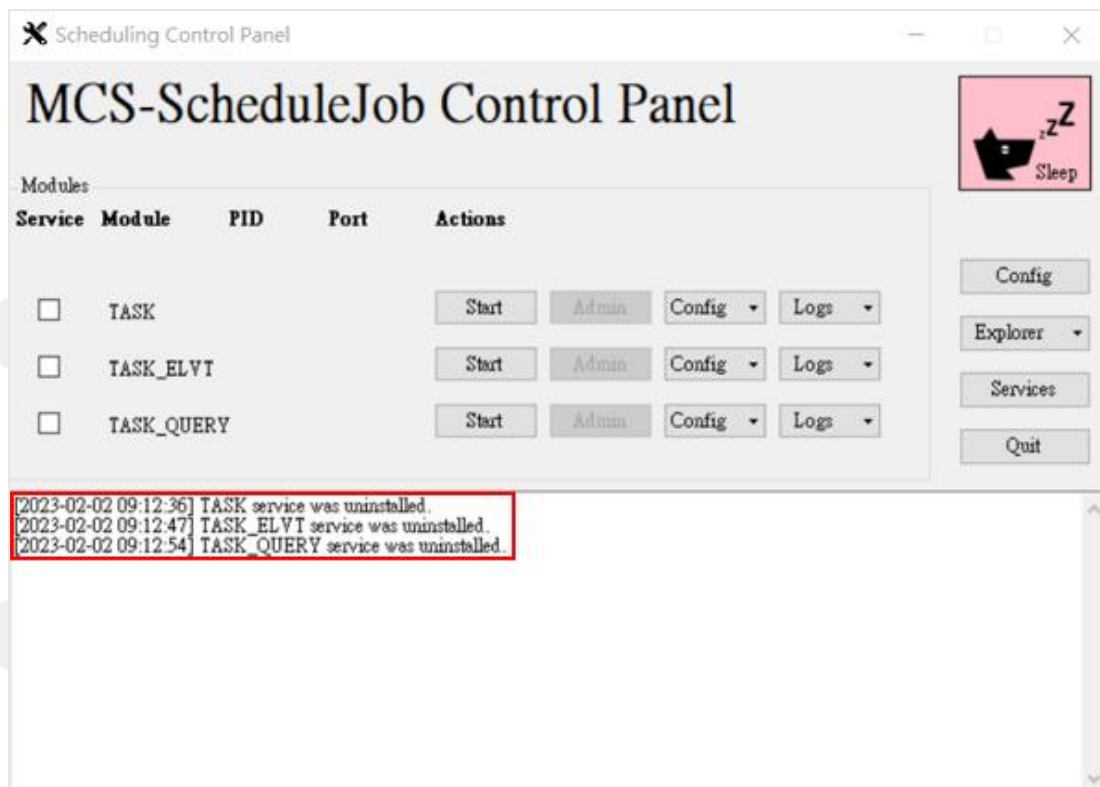 Scheduling Control Panel
MCS-ScheduleJob Control Panel
zzZ
Sleep
Modules
Service Module PID Port Actions
TASK Start Admin Config Logs
TASK_ELVT Start Admin Config Logs
TASK_QUERY Start Admin Config Logs
Config
Explorer
Services
Quit
[2023-02-02 09:12:36] TASK service was uninstalled.
[2023-02-02 09:12:47] TASK_ELVT service was uninstalled.
[2023-02-02 09:12:54] TASK_QUERY service was uninstalled.